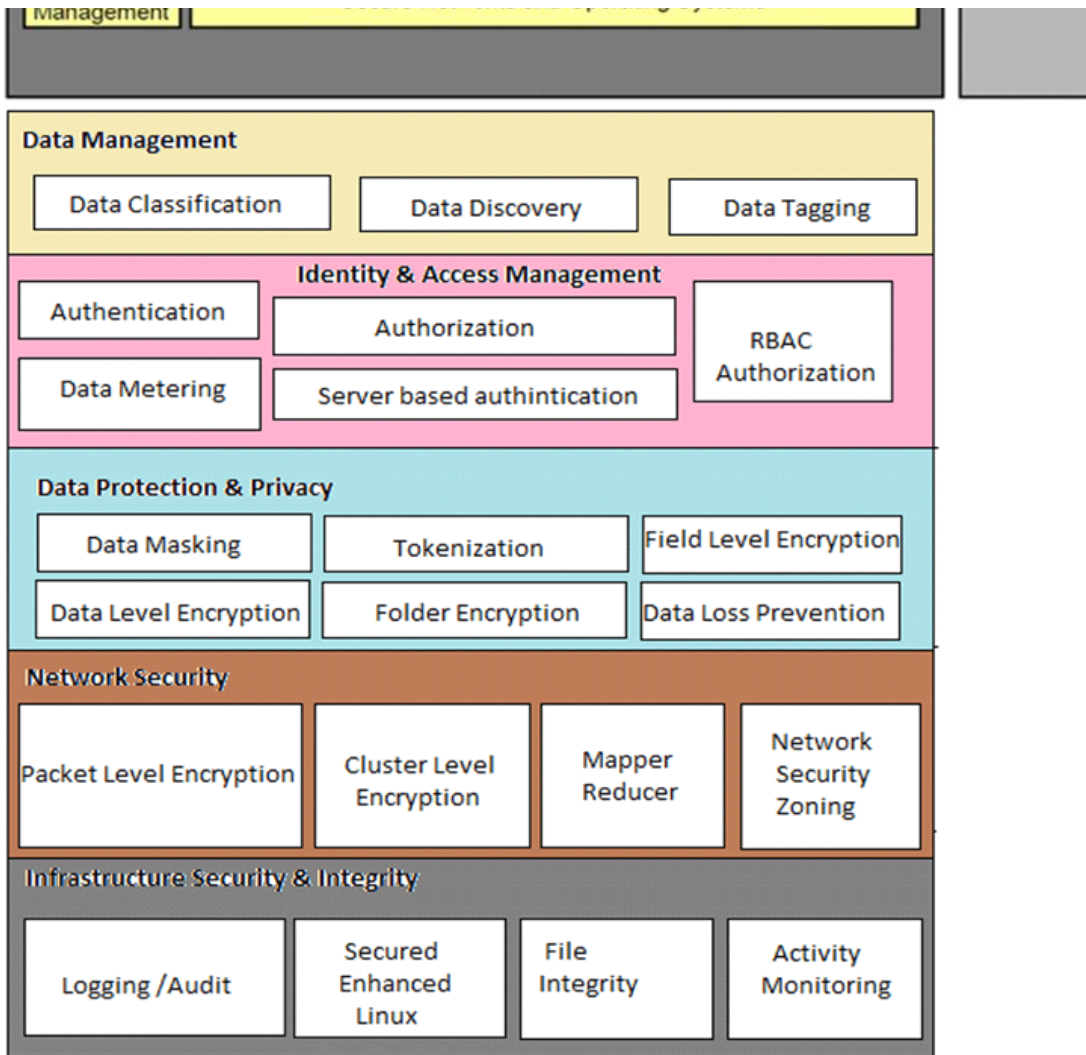 Management
Data Management
Data Classification
Data Discovery
Data Tagging
Identity & Access Management
Authentication
Authorization
RBAC
Authorization
Data Metering
Server based authintication
Data Protection & Privacy
Data Masking
Tokenization
Field Level Encryption
Data Level Encryption
Folder Encryption
Data Loss Prevention
Network Security
Packet Level Encryption
Cluster Level
Encryption
Mapper
Reducer
Network
Security
Zoning
Infrastructure Security & Integrity
Logging /Audit
Secured
Enhanced
Linux
File
Integrity
Activity
Monitoring